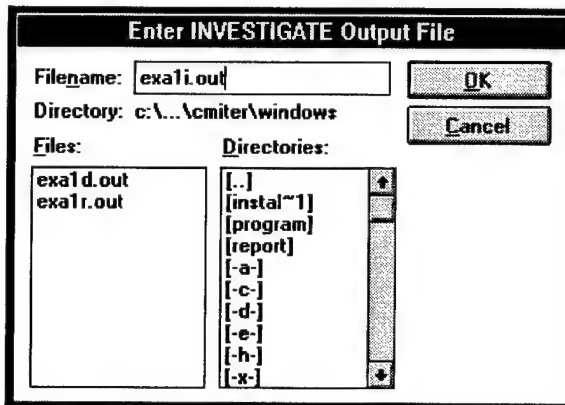 Enter INVESTIGATE Output File
Filename: exa1i.out
OK
Directory: c:\...\cmiter\windows
Cancel
Files:
Directories:
exa1d.out
exa1r.out
[..]
[instal~1]
[program]
[report]
[-a-]
[-c-]
[-d-]
[-e-]
[-h-]
[-x-]